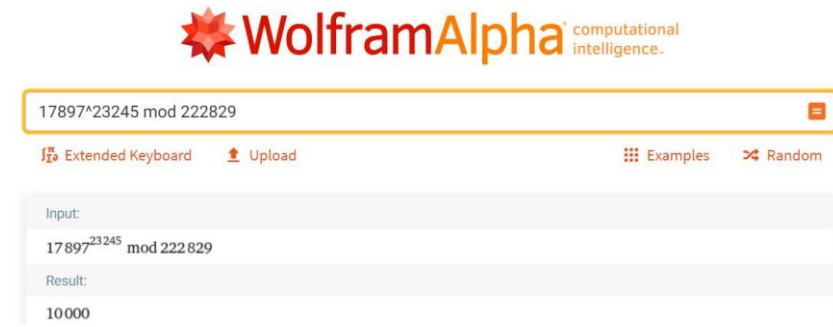 WolframAlpha computational intelligence.
17897^23245 mod 222829
Extended Keyboard Upload Examples Random
Input:
17897^23245 mod 222829
Result:
10000